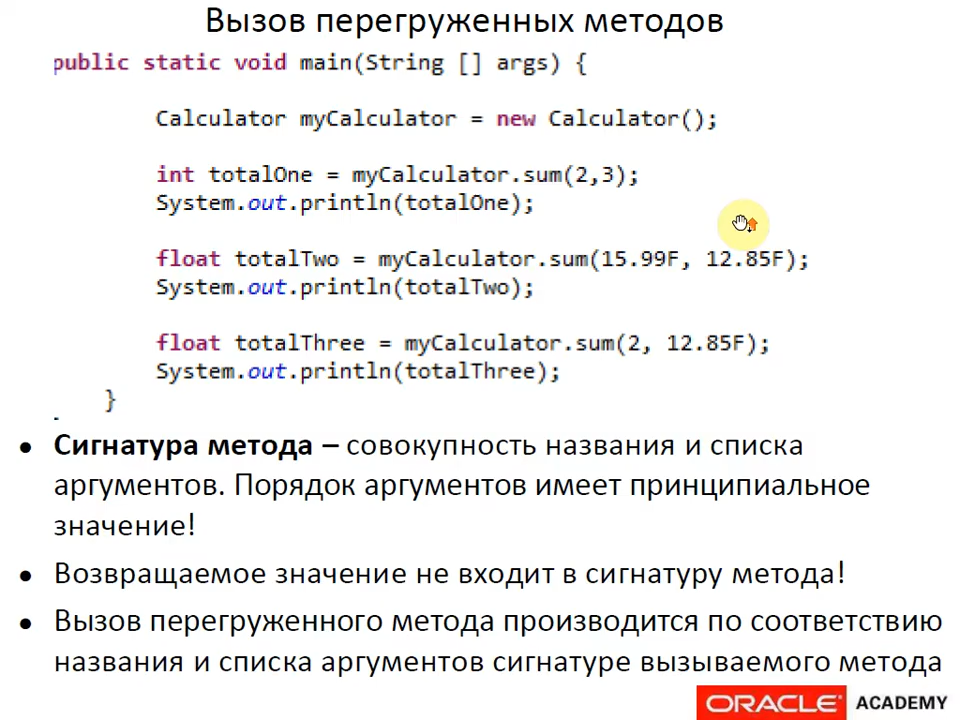 Вызов перегруженных методов
public static void main(String [] args) {
Calculator myCalculator = new Calculator();
int totalOne = myCalculator.sum(2,3);
System.out.println(totalOne);
float totalTwo = myCalculator.sum(15.99F, 12.85F);
System.out.println(totalTwo);
float totalThree = myCalculator.sum(2, 12.85F);
System.out.println(totalThree);
}
• Сигнатура метода – совокупность названия и списка
аргументов. Порядок аргументов имеет принципиальное
значение!
• Возвращаемое значение не входит в сигнатуру метода!
• Вызов перегруженного метода производится по соответствию
названия и списка аргументов сигнатуре вызываемого метода
ORACLE ACADEMY